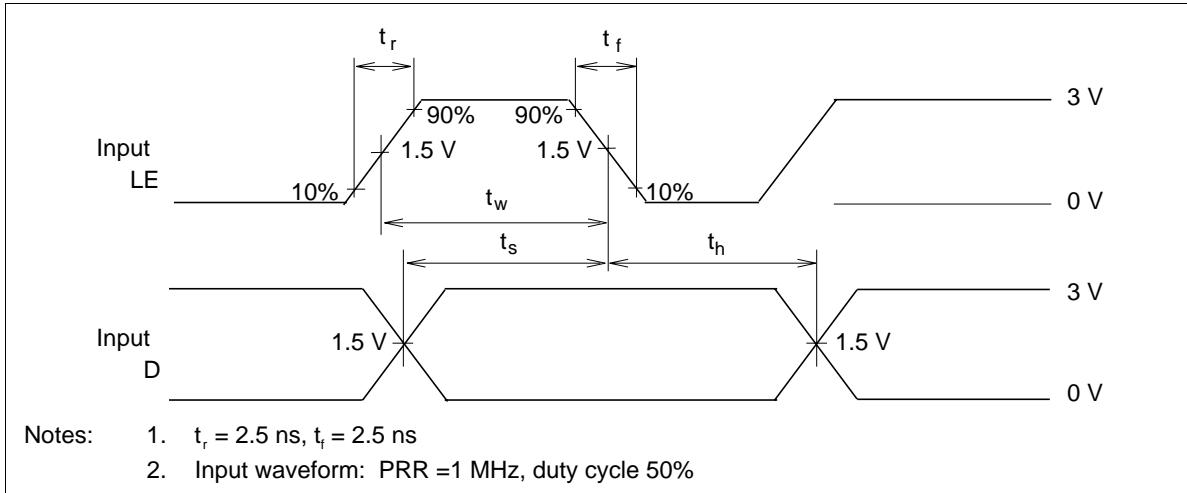 t r
t f
3 V
90%
90%
Input
LE
1.5 V
1.5 V
10%
10%
t w
0 V
t s
t h
3 V
Input
D
1.5 V
1.5 V
0 V
Notes: 1. t r = 2.5 ns, t f = 2.5 ns
2. Input waveform: PRR =1 MHz, duty cycle 50%